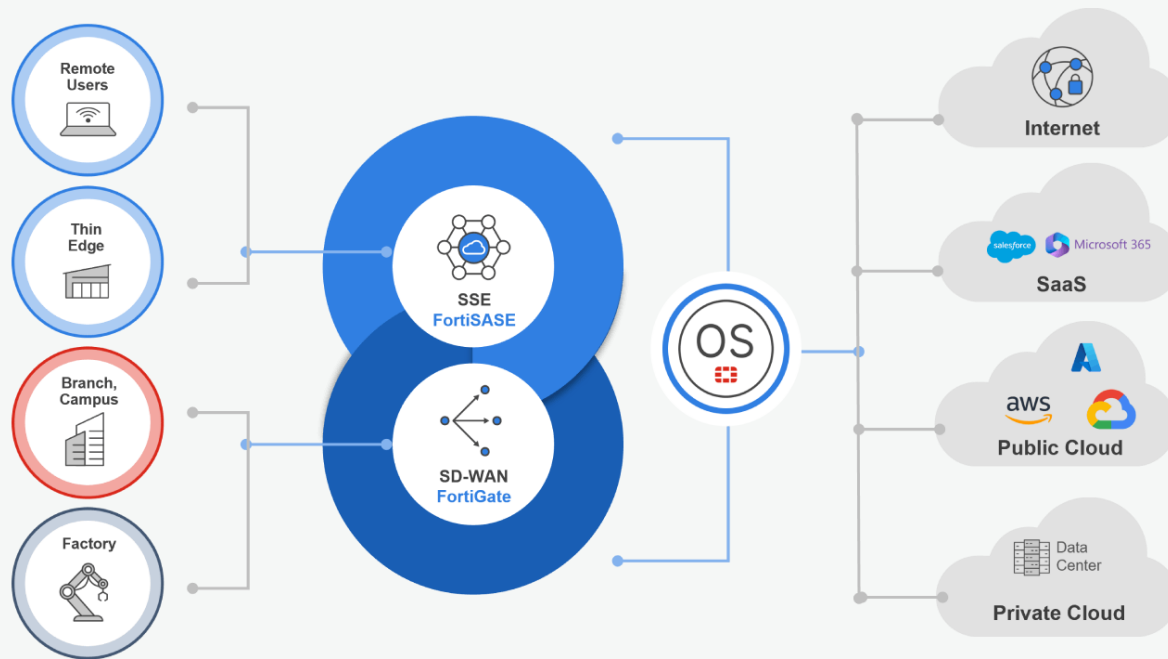 Remote
Users
Thin
Edge
Branch,
Campus
Factory
SSE
FortiSASE
SD-WAN
FortiGate
OS
Internet
salesforce
Microsoft 365
SaaS
aws
Public Cloud
Data
Center
Private Cloud